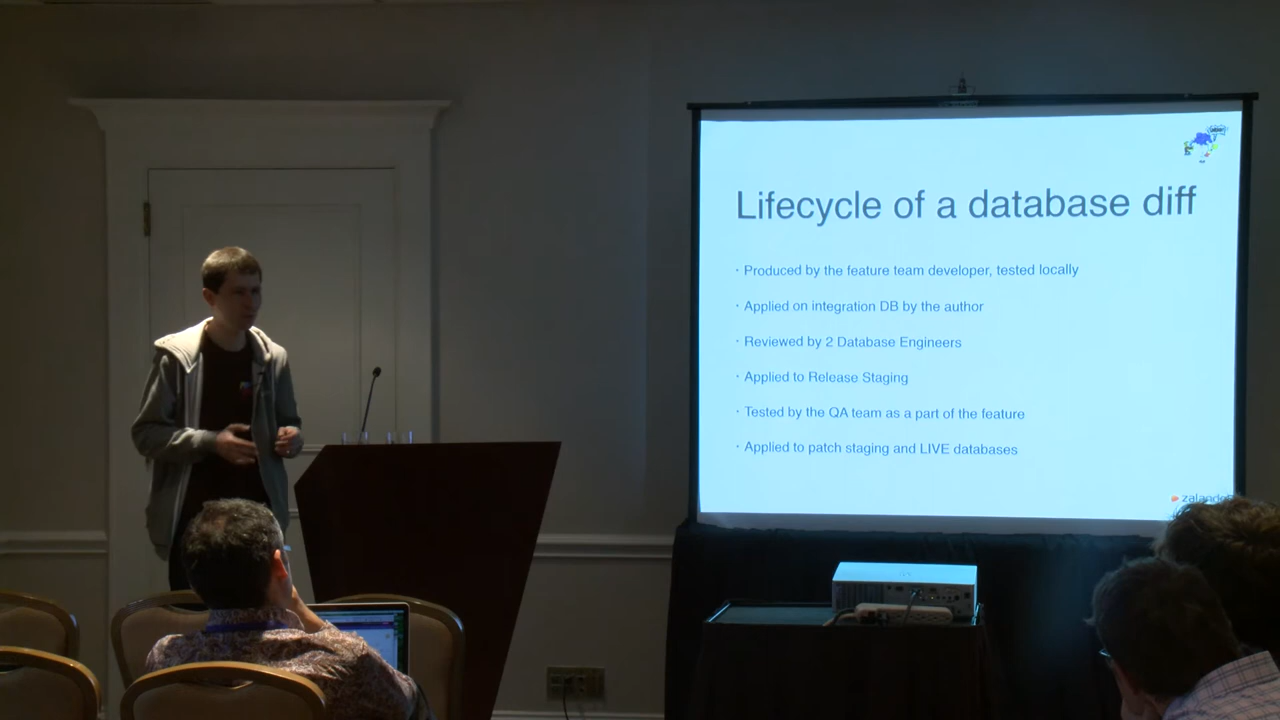 Lifecycle of a database diff
· Produced by the feature team developer, tested locally
· Applied on integration DB by the author
· Reviewed by 2 Database Engineers
· Applied to Release Staging
· Tested by the QA team as a part of the feature
· Applied to patch staging and LIVE databases
zalando